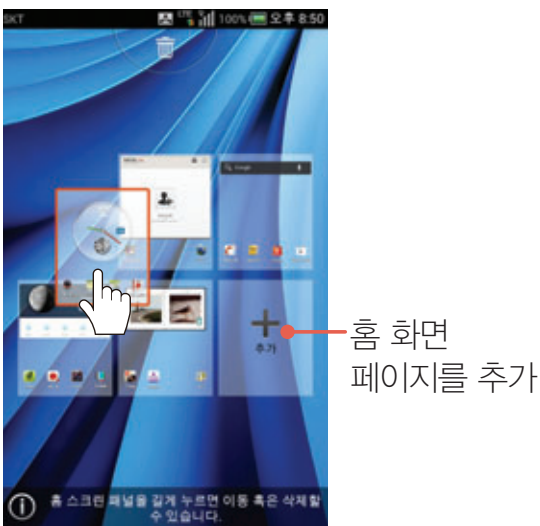 SKT 100% 오후 8:50
Google
추가
홈 화면
페이지를 추가
홈 스크린 패널을 길게 누르면 이동 혹은 삭제할
수 있습니다.